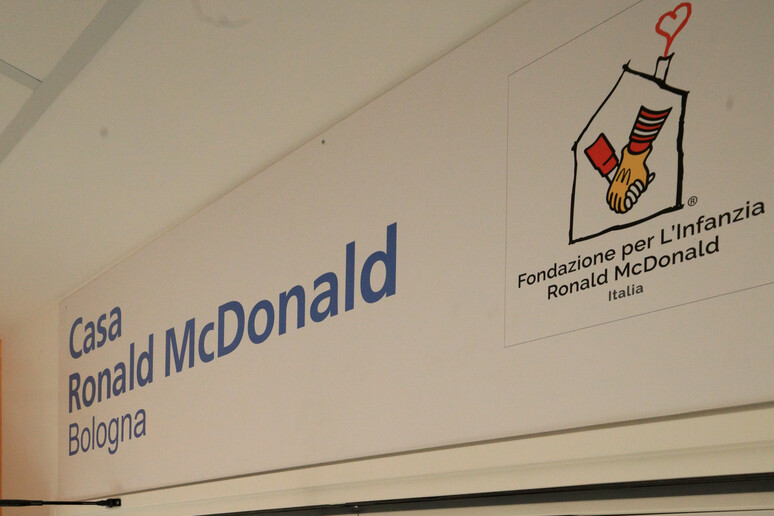 Casa
Ronald McDonald
Bologna
®
Fondazione per L'Infanzia
Ronald McDonald
Italia